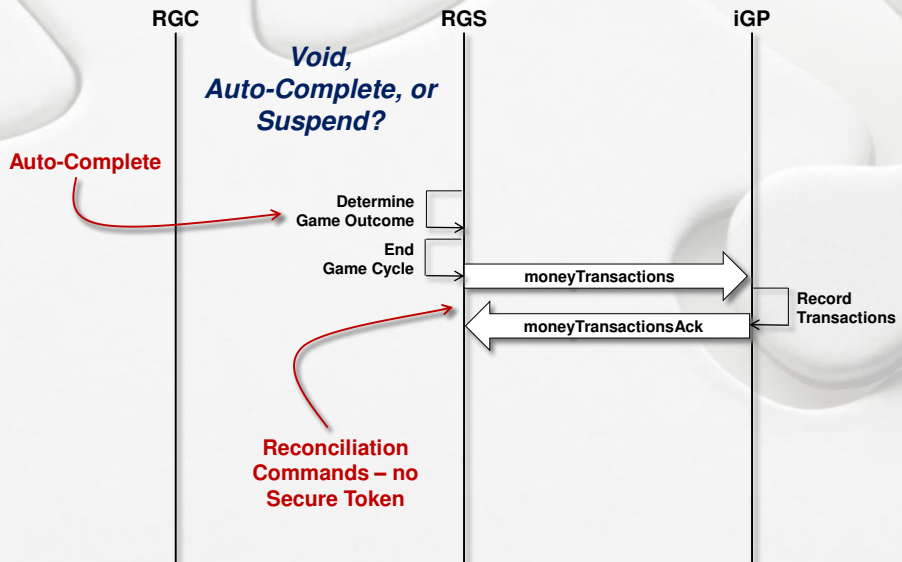 RGC
RGS
iGP
Void,
Auto-Complete, or
Suspend?
Auto-Complete
Determine
Game Outcome
End
Game Cycle
moneyTransactions
Record
Transactions
moneyTransactionsAck
Reconciliation
Commands – no
Secure Token